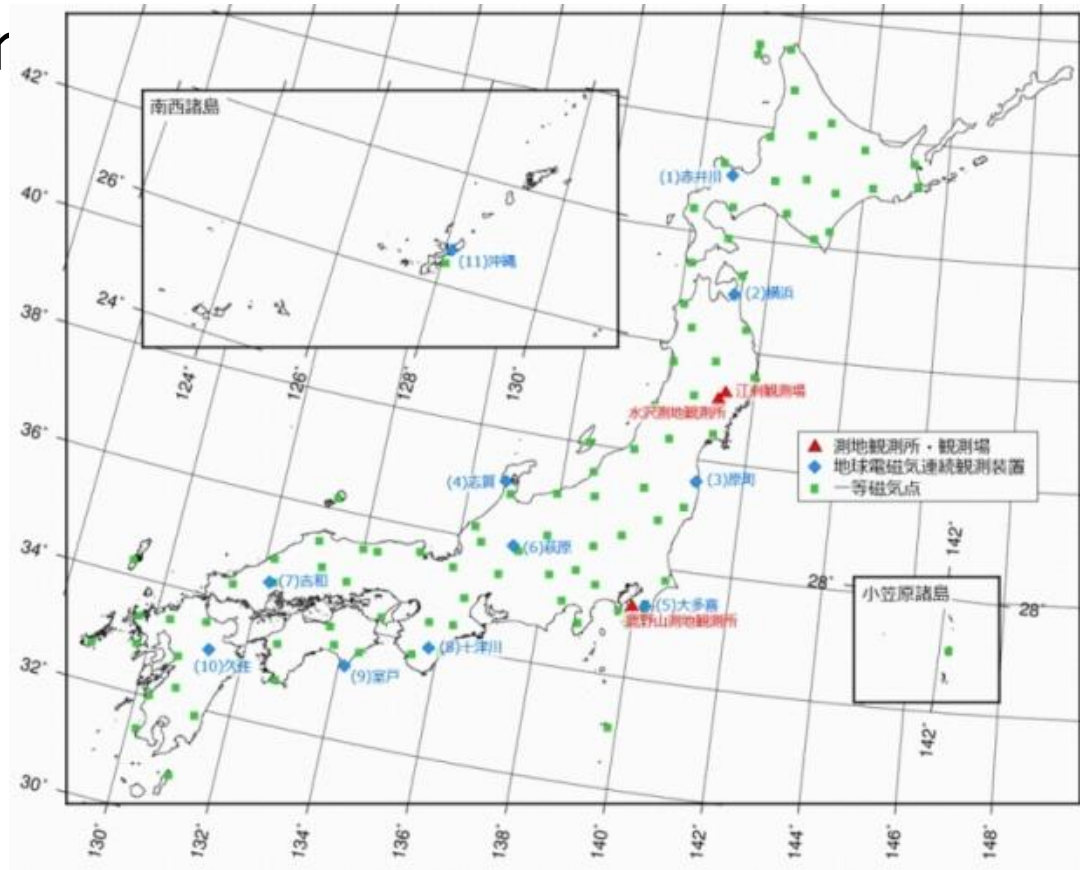 r
42°
40°
38°
36°
34°
32°
30°
南西諸島
26°
24°
124°
126°
128°
130°
(11)沖縄
(1)赤井川
(2)横浜
江刺観測場
水沢測地観測所
測地観測所・観測場
地球電磁気連続観測装置
一等磁気点
(3)原町
(4)志賀
(6)萩原
(7)吉和
(5)大多喜
鹿野山測地観測所
(8)十津川
(9)室戸
(10)久住
142°
28°
小笠原諸島
28°
142°
130°
132°
134°
136°
138°
140°
142°
144°
146°
148°